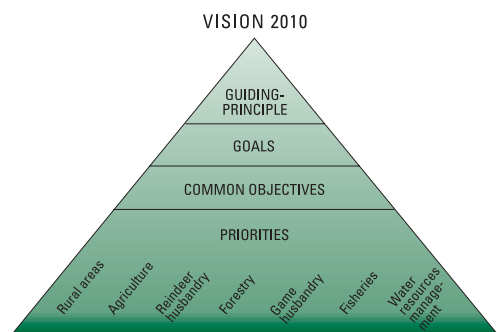 VISION 2010
GUIDING-
PRINCIPLE
GOALS
COMMON OBJECTIVES
PRIORITIES
Rural areas
Agriculture
Reindeer
husbandry
Forestry
Game
husbandry
Fisheries
Water
resources
manage-
ment